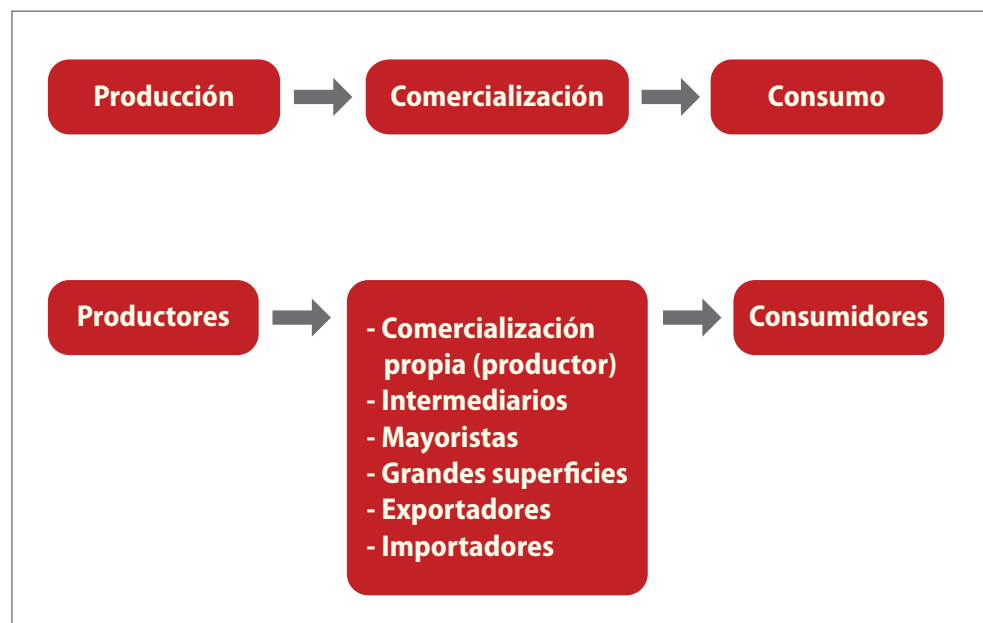 Producción
Comercialización
Consumo
Productores
- Comercialización
propia (productor)
- Intermediarios
- Mayoristas
- Grandes superficies
- Exportadores
- Importadores
Consumidores